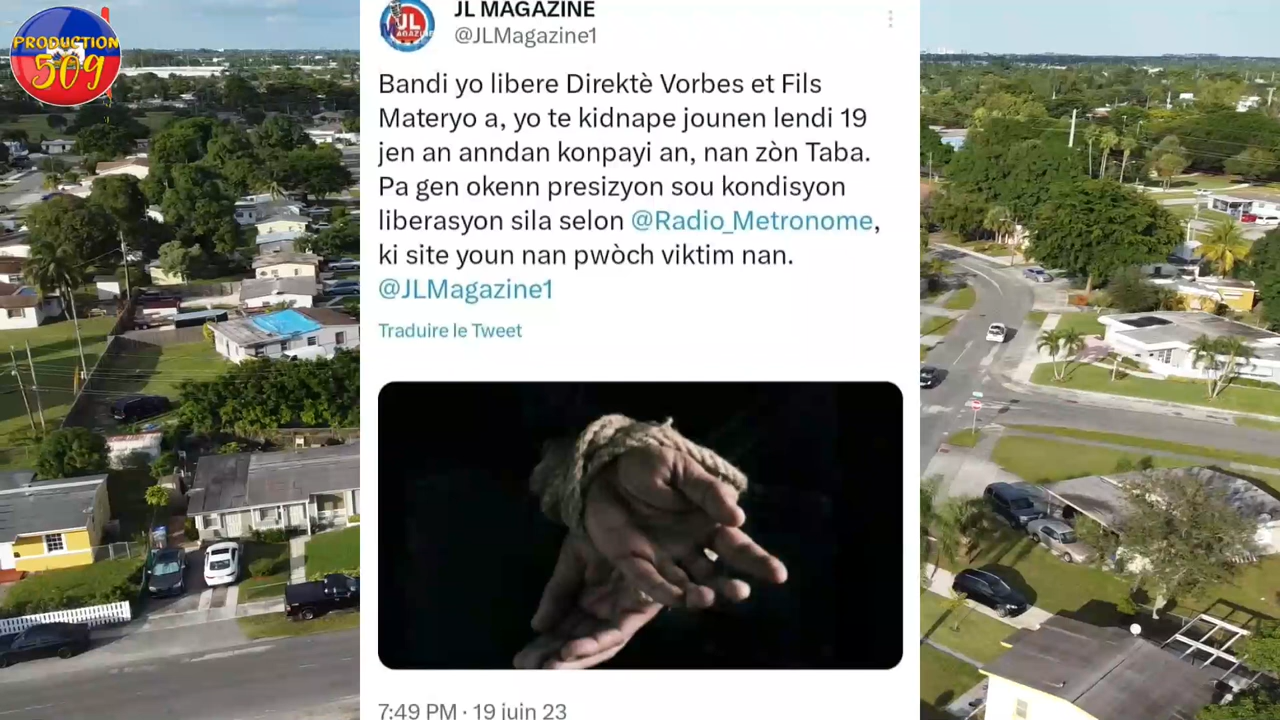 PRODUCTION
509
JL MAGAZINE
@JLMagazine1
JL
MAGAZINE
Bandi yo libere Direktè Vorbes et Fils
Materyo a, yo te kidnape jounen lendi 19
jen an anndan konpayi an, nan zòn Taba.
Pa gen okenn presizyon sou kondisyon
liberasyon sila selon @Radio_Metronome,
ki site youn nan pwòch viktim nan.
@JLMagazine1
Traduire le Tweet
7:49 PM · 19 juin 23